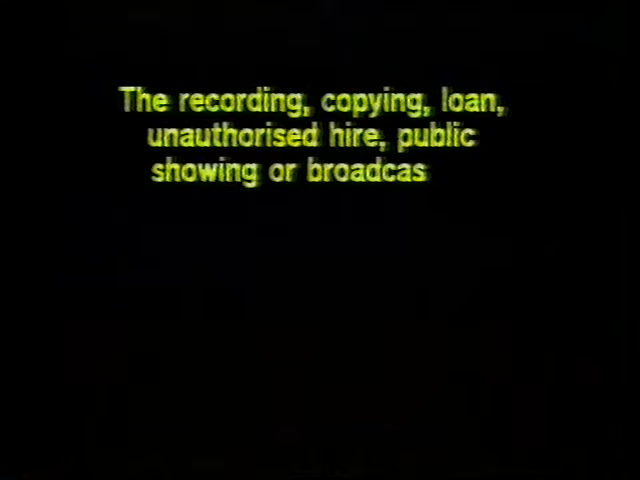 The recording, copying, loan,
unauthorised hire, public
showing or broadcas